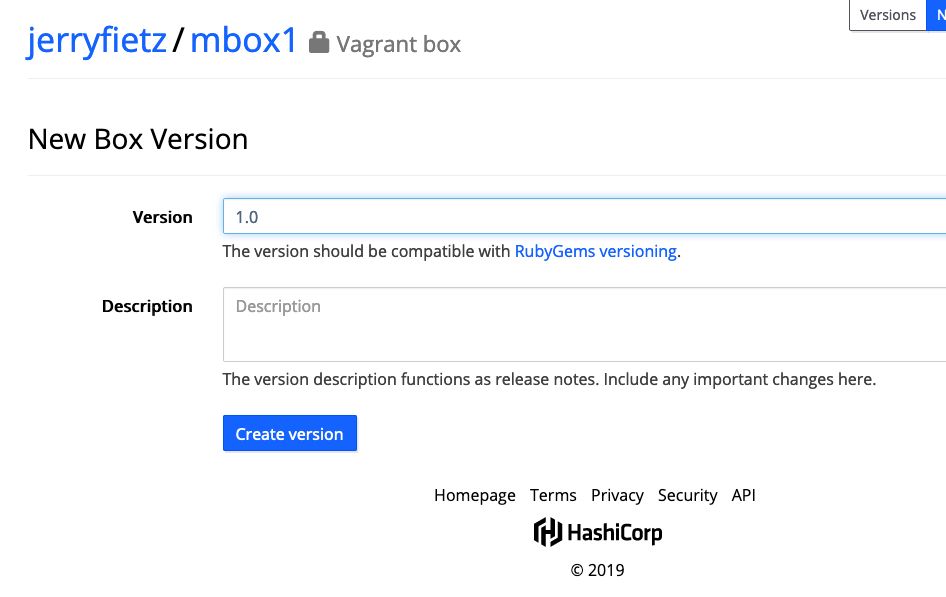 Versions
jerryfietz / mbox1 Vagrant box
New Box Version
Version 1.0
The version should be compatible with RubyGems versioning.
Description Description
The version description functions as release notes. Include any important changes here.
Create version
Homepage Terms Privacy Security API
HashiCorp
© 2019